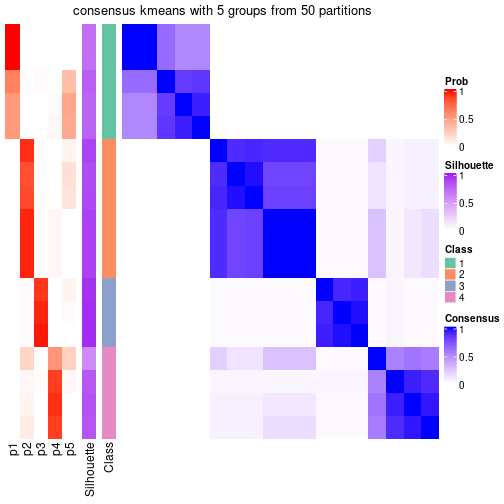 consensus kmeans with 5 groups from 50 partitions
Prob
1
0.5
0
Silhouette
1
0.5
0
Class
1
2
3
4
Consensus
1
0.5
0
p1
p2
p3
p4
p5
Silhouette
Class